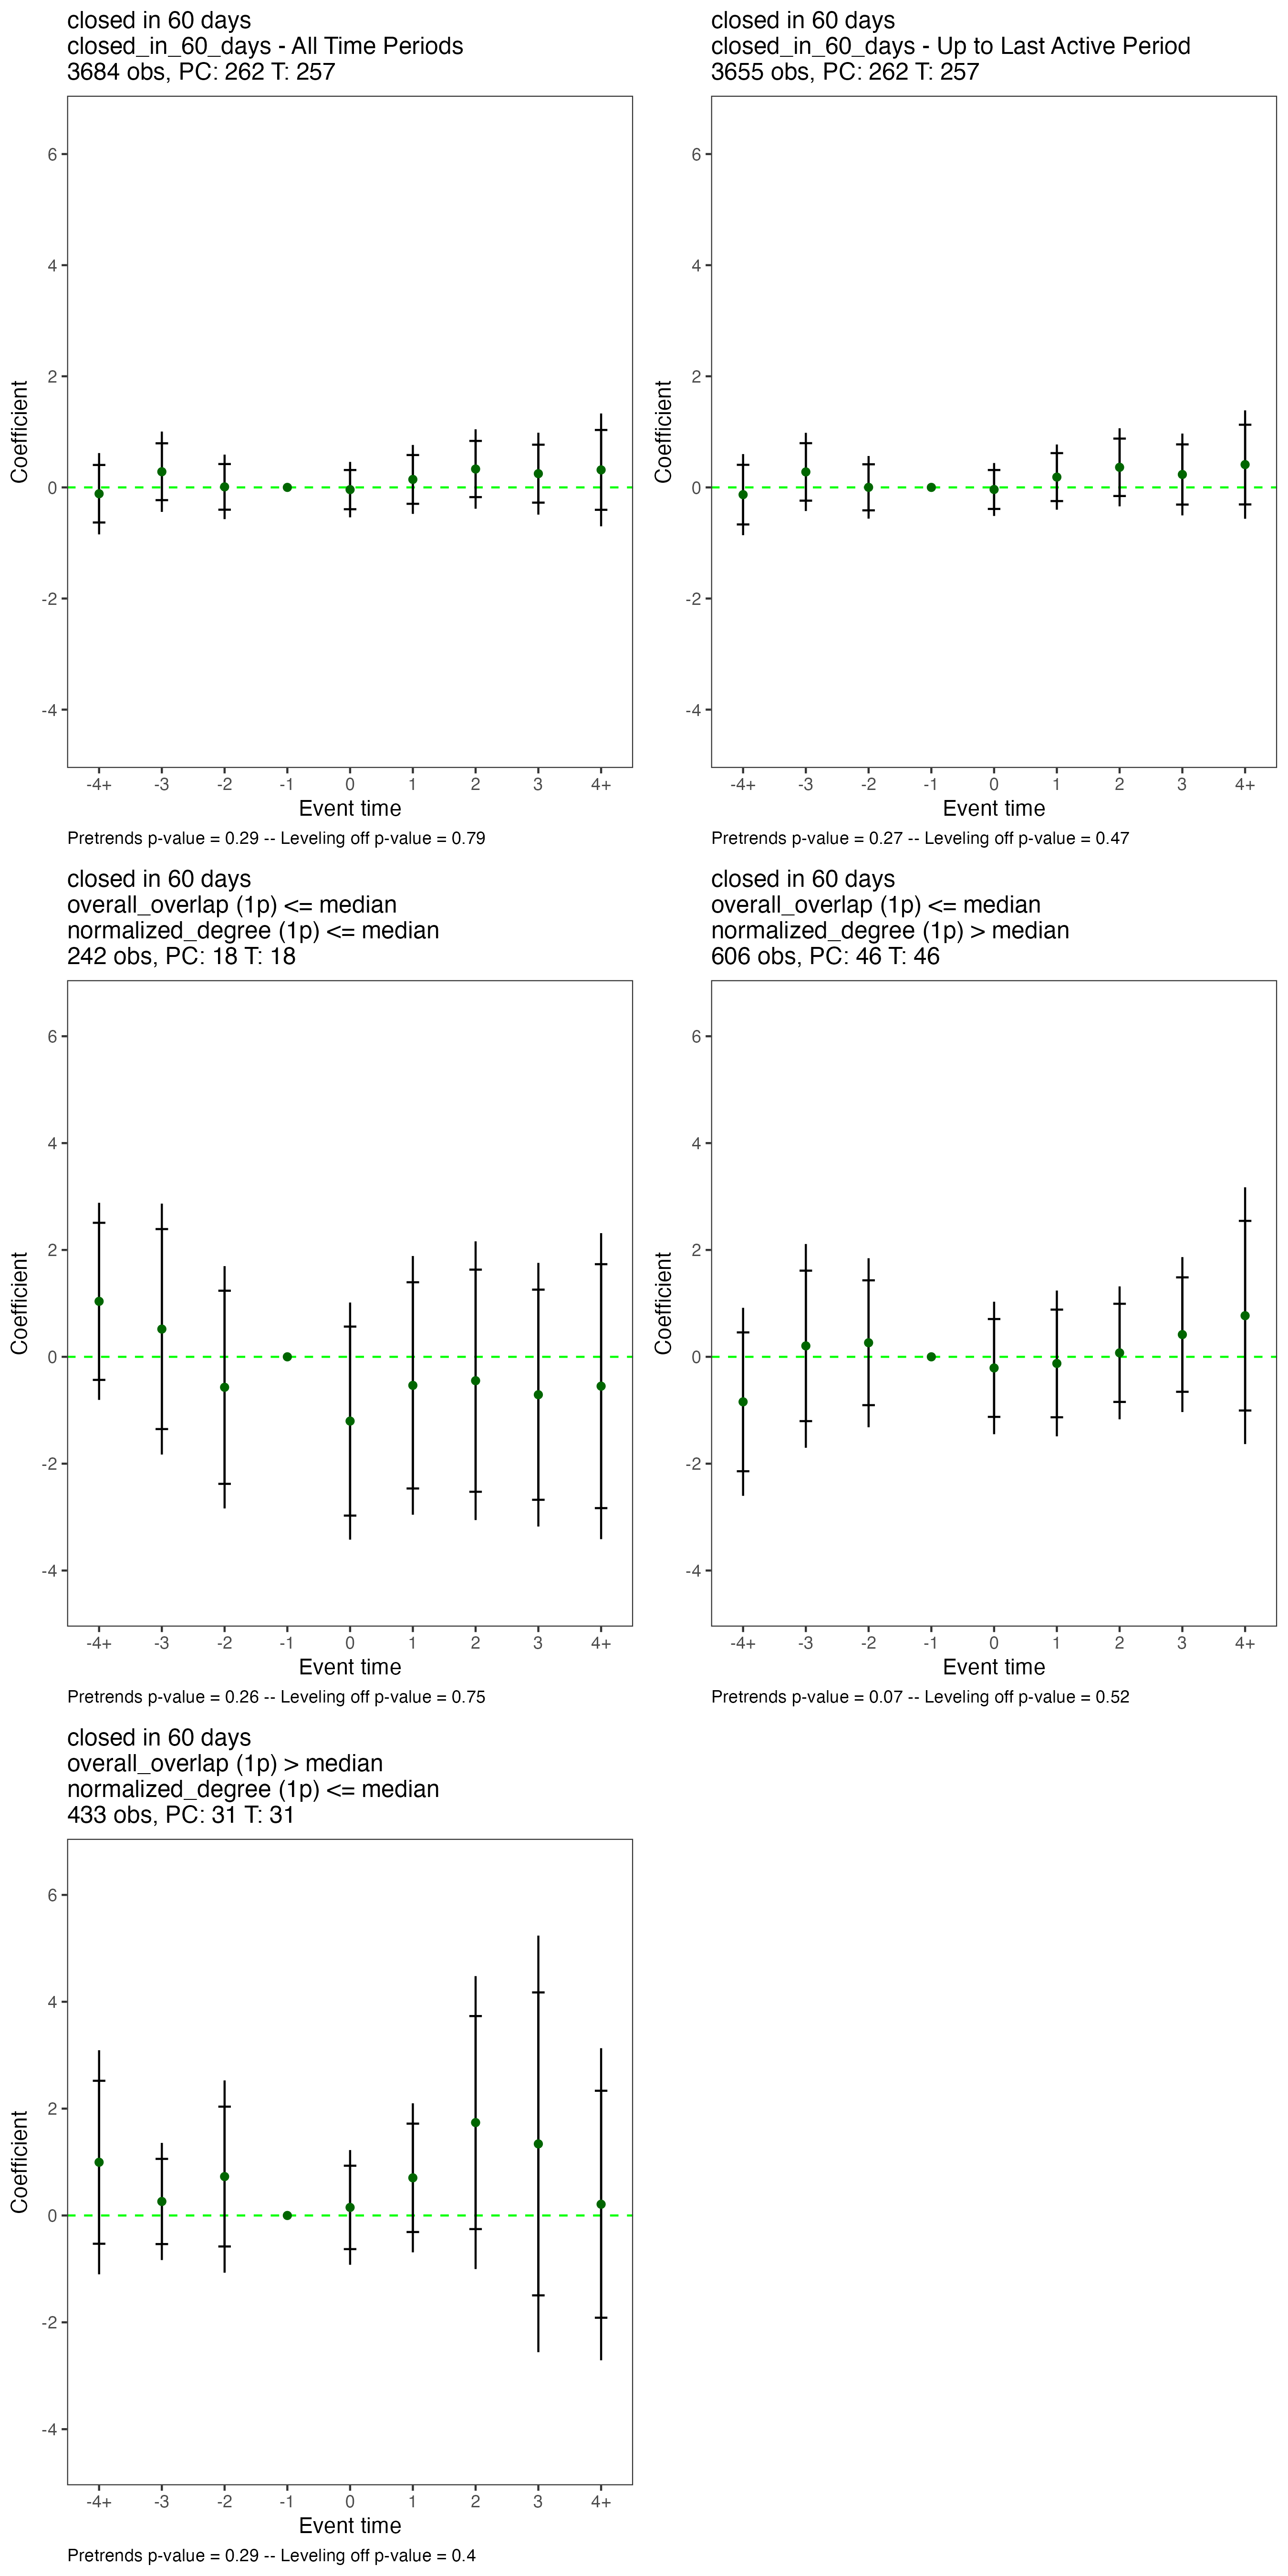 closed in 60 days
closed_in_60_days - All Time Periods
3684 obs, PC: 262 T: 257
Coefficient
6
4
2
0
-2
-4
-4+ -3 -2 -1 0 1 2 3 4+
Event time
Pretrends p-value = 0.29 -- Leveling off p-value = 0.79
closed in 60 days
closed_in_60_days - Up to Last Active Period
3655 obs, PC: 262 T: 257
Coefficient
6
4
2
0
-2
-4
-4+ -3 -2 -1 0 1 2 3 4+
Event time
Pretrends p-value = 0.27 -- Leveling off p-value = 0.47
closed in 60 days
overall_overlap (1p) <= median
normalized_degree (1p) <= median
242 obs, PC: 18 T: 18
Coefficient
6
4
2
0
-2
-4
-4+ -3 -2 -1 0 1 2 3 4+
Event time
Pretrends p-value = 0.26 -- Leveling off p-value = 0.75
closed in 60 days
overall_overlap (1p) <= median
normalized_degree (1p) > median
606 obs, PC: 46 T: 46
Coefficient
6
4
2
0
-2
-4
-4+ -3 -2 -1 0 1 2 3 4+
Event time
Pretrends p-value = 0.07 -- Leveling off p-value = 0.52
closed in 60 days
overall_overlap (1p) > median
normalized_degree (1p) <= median
433 obs, PC: 31 T: 31
Coefficient
6
4
2
0
-2
-4
-4+ -3 -2 -1 0 1 2 3 4+
Event time
Pretrends p-value = 0.29 -- Leveling off p-value = 0.4